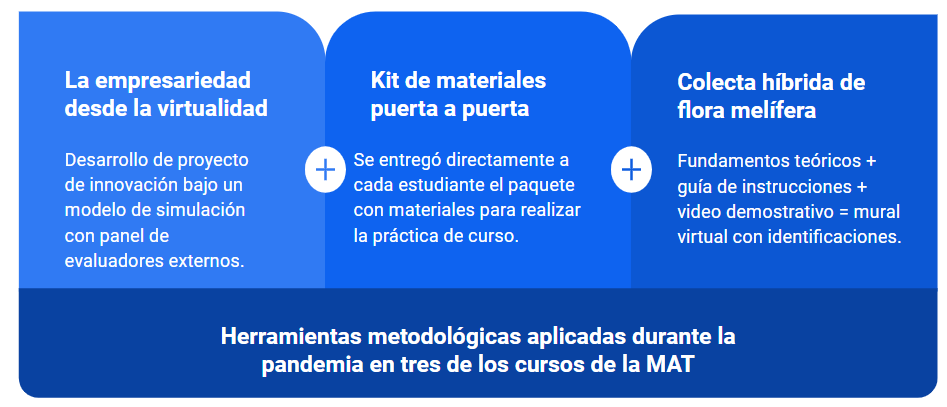 La empresariedad
desde la virtualidad
Desarrollo de proyecto
de innovación bajo un
modelo de simulación
con panel de
evaluadores externos.
+
Kit de materiales
puerta a puerta
Se entregó directamente a
cada estudiante el paquete
con materiales para realizar
la práctica de curso.
+
Colecta híbrida de
flora melífera
Fundamentos teóricos +
guía de instrucciones +
video demostrativo = mural
virtual con identificaciones.
Herramientas metodológicas aplicadas durante la
pandemia en tres de los cursos de la MAT